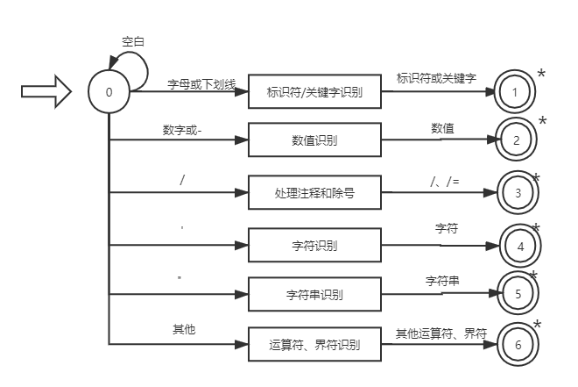 空白
0
字母或下划线
标识符/关键字识别
标识符或关键字
1
*
数字或-
数值识别
数值
2
*
/
处理注释和除号
/、/=
3
*
'
字符识别
字符
4
*
"
字符串识别
字符串
5
*
其他
运算符、界符识别
其他运算符、界符
6
*